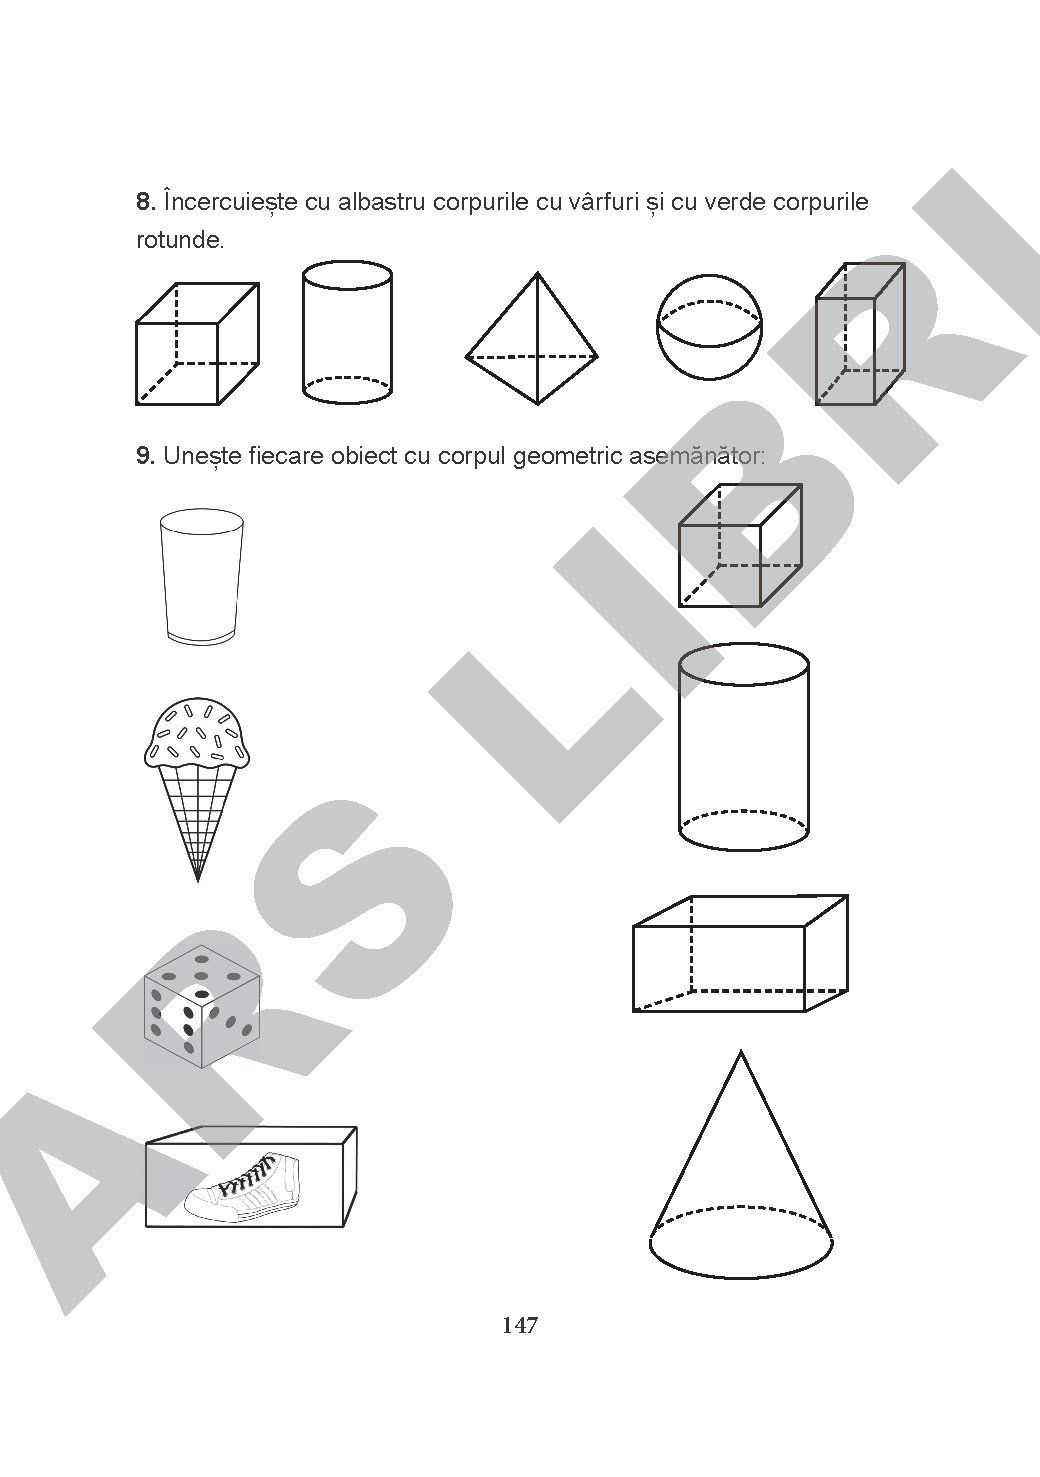 8. Încercuiește cu albastru corpurile cu vârfuri și cu verde corpurile
rotunde.
9. Unește fiecare obiect cu corpul geometric asemănător:
ARS LIBRI
147